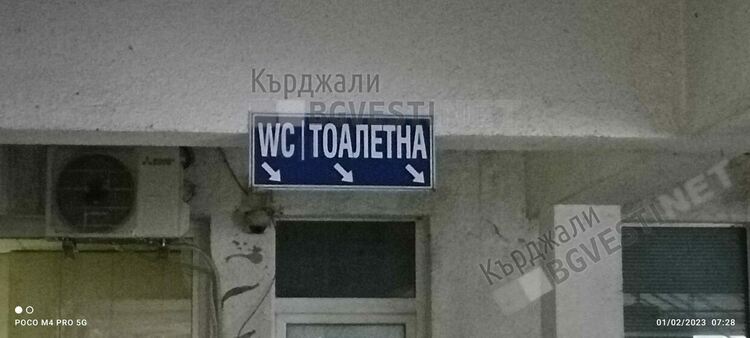 Кърджали
BGVESTI.NET
WC | ТОАЛЕТНА
Кърджали
BGVESTI.NET
POCO M4 PRO 5G
01/02/2023 07:28